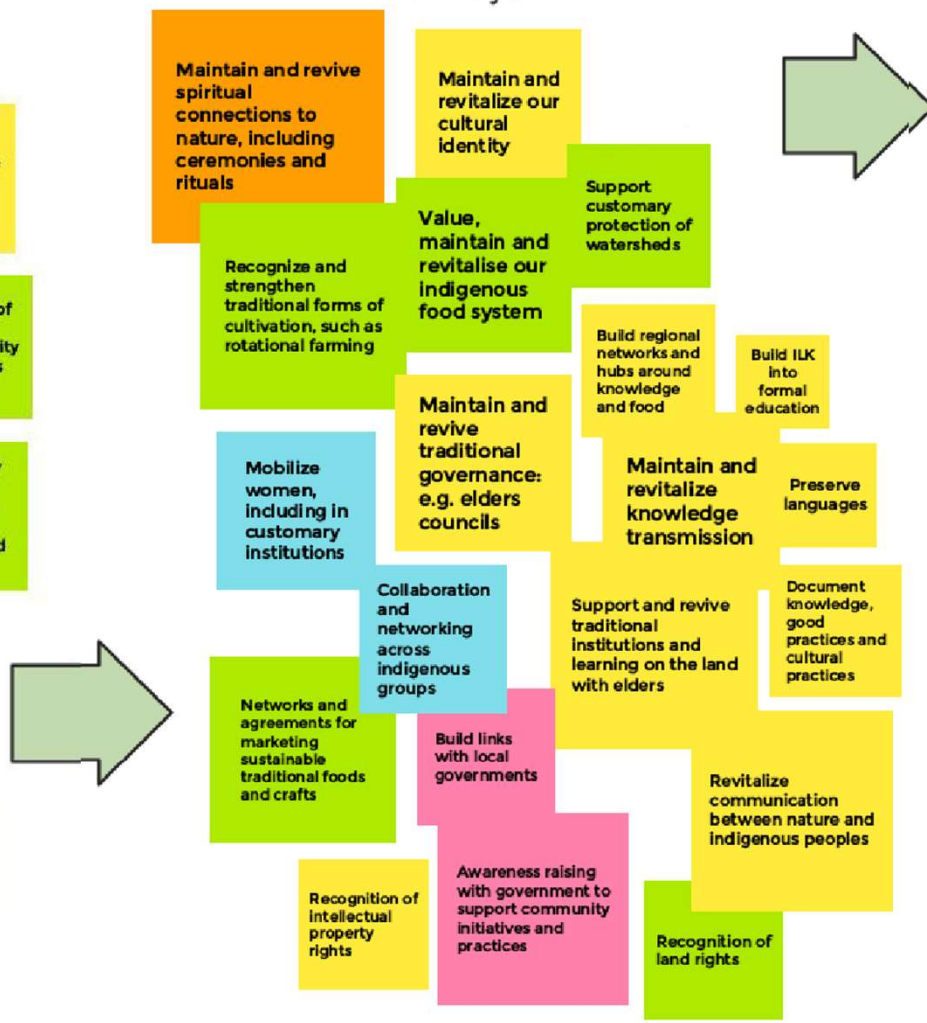 Maintain and revive
spiritual
connections to
nature, including
ceremonies and
rituals
Maintain and
revitalize our
cultural
identity
Support
customary
protection of
watersheds
Value,
maintain and
revitalise our
indigenous
food system
Recognize and
strengthen
traditional forms of
cultivation, such as
rotational farming
of
ity
Build regional
networks and
hubs around
knowledge
and food
Build ILK
into
formal
education
Maintain and
revive
traditional
governance:
e.g. elders
councils
Maintain and
revitalize
knowledge
transmission
Preserve
languages
Mobilize
women,
including in
customary
institutions
Collaboration
and
networking
across
indigenous
groups
Support and revive
traditional
institutions and
learning on the land
with elders
Document
knowledge,
good
practices and
cultural
practices
Networks and
agreements for
marketing
sustainable
traditional foods
and crafts
Build links
with local
governments
Revitalize
communication
between nature and
indigenous peoples
Recognition of
intellectual
property
rights
Awareness raising
with government to
support community
initiatives and
practices
Recognition of
land rights